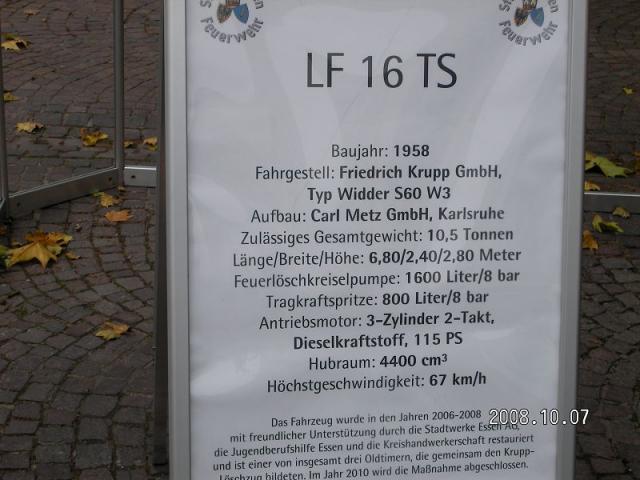 Feuerwehr
Feuerwehr
LF 16 TS
Baujahr: 1958
Fahrgestell: Friedrich Krupp GmbH,
Typ Widder S60 W3
Aufbau: Carl Metz GmbH, Karlsruhe
Zulässiges Gesamtgewicht: 10,5 Tonnen
Länge/Breite/Höhe: 6,80/2,40/2,80 Meter
Feuerlöschkreiselpumpe: 1600 Liter/8 bar
Tragkraftspritze: 800 Liter/8 bar
Antriebsmotor: 3-Zylinder 2-Takt,
Dieselkraftstoff, 115 PS
Hubraum: 4400 cm³
Höchstgeschwindigkeit: 67 km/h
Das Fahrzeug wurde in den Jahren 2006-2008
mit freundlicher Unterstützung durch die Stadtwerke Essen AG,
die Jugendberufshilfe Essen und die Kreishandwerkerschaft restauriert
und ist einer von insgesamt drei Oldtimern, die gemeinsam den Krupp-
Löschzug bildeten. Im Jahr 2010 wird die Maßnahme abgeschlossen.
2008.10.07